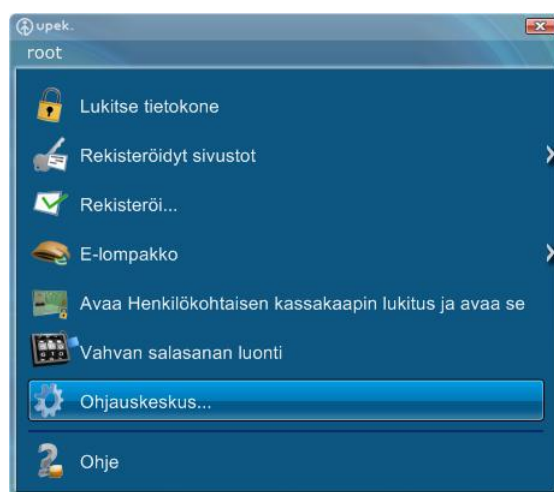 upek
root
Lukitse tietokone
Rekisteröidyt sivustot
Rekisteröi...
E-lompakko
Avaa Henkilökohtaisen kassakaapin lukitus ja avaa se
Vahvan salasanan luonti
Ohjauskeskus...
Ohje